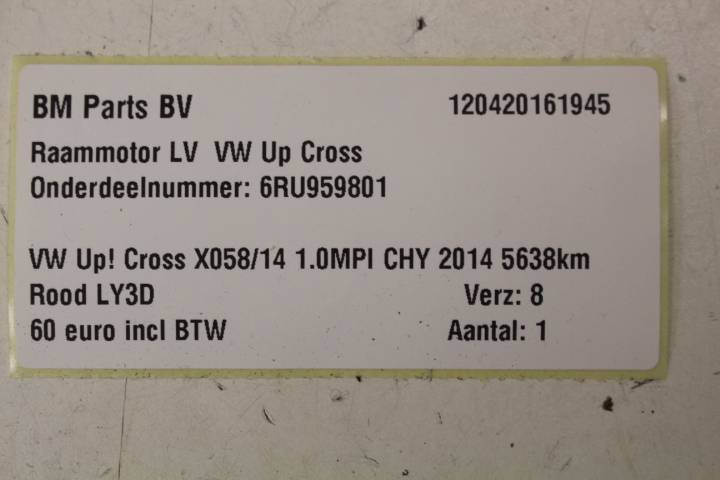 BM Parts BV 120420161945
Raammotor LV VW Up Cross
Onderdeelnummer: 6RU959801
VW Up! Cross X058/14 1.0MPI CHY 2014 5638km
Rood LY3D Verz: 8
60 euro incl BTW Aantal: 1